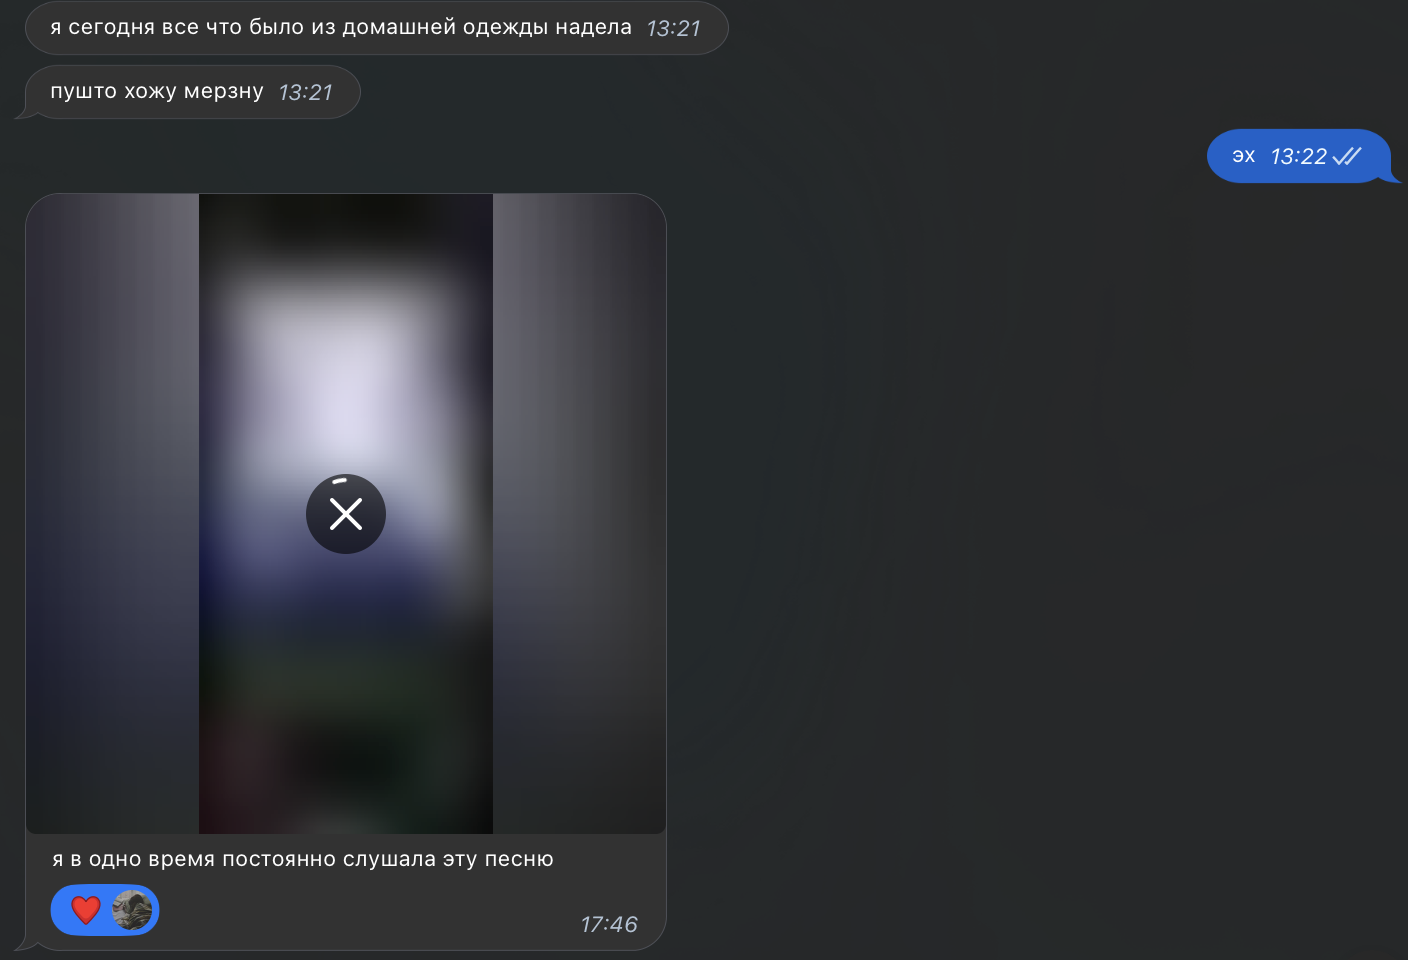 я сегодня все что было из домашней одежды надела 13:21
пушто хожу мерзну 13:21
эх 13:22
я в одно время постоянно слушала эту песню
17:46